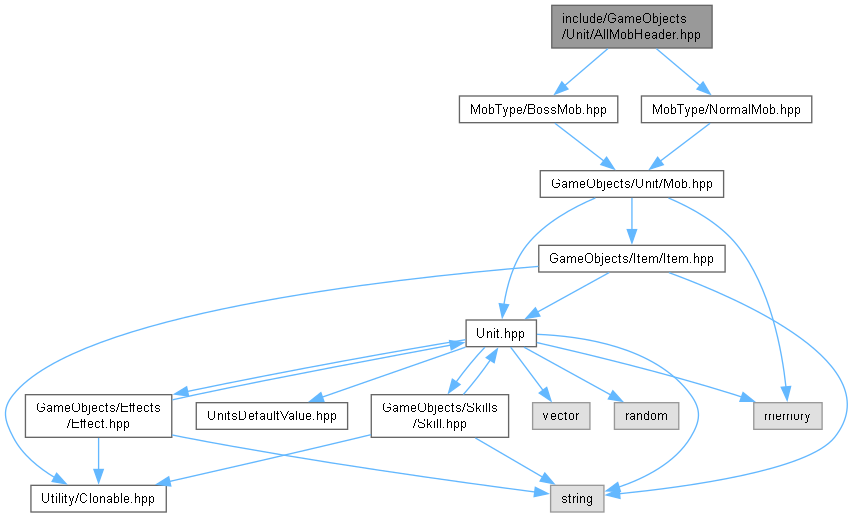 include/GameObjects
/Unit/AllMobHeader.hpp
MobType/BossMob.hpp
MobType/NormalMob.hpp
GameObjects/Unit/Mob.hpp
GameObjects/Item/Item.hpp
Unit.hpp
GameObjects/Effects
/Effect.hpp
UnitsDefaultValue.hpp
GameObjects/Skills
/Skill.hpp
vector
random
memory
Utility/Clonable.hpp
string